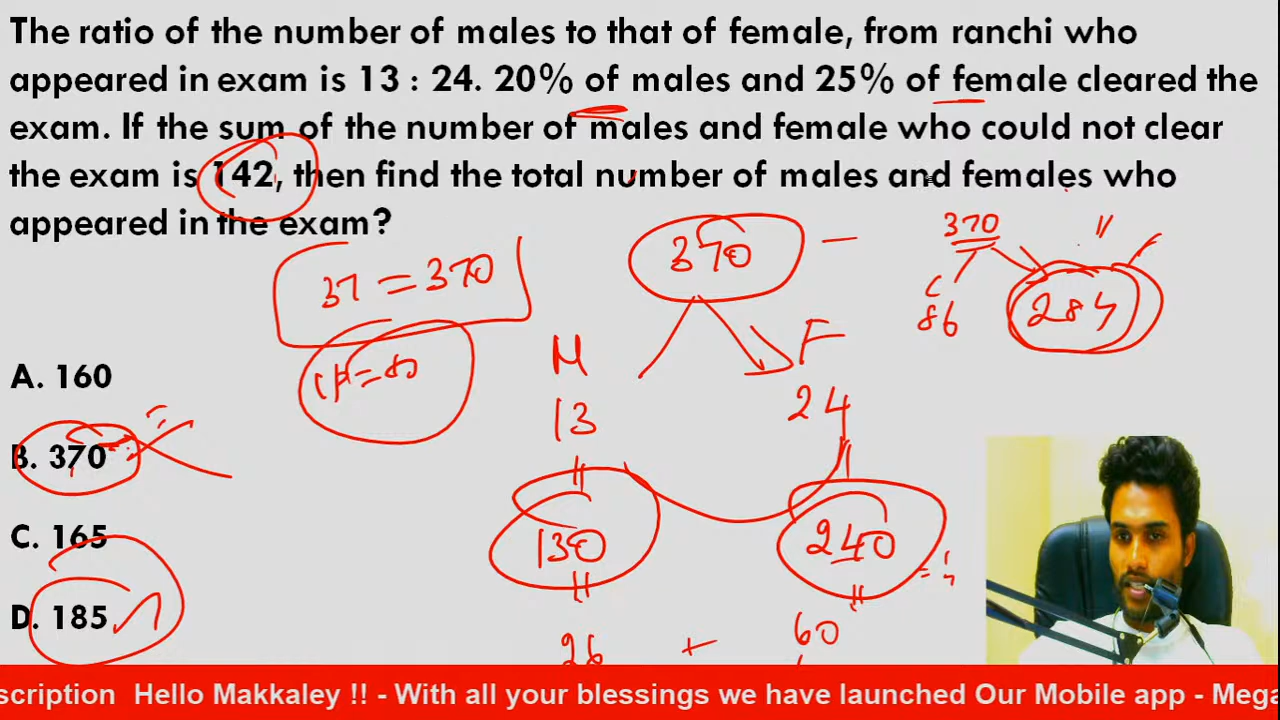 The ratio of the number of males to that of female, from ranchi who
appeared in exam is 13 : 24. 20% of males and 25% of female cleared the
exam. If the sum of the number of males and female who could not clear
the exam is 142, then find the total number of males and females who
appeared in the exam?
370
370
37 = 370
C
86
284
M
F
13
24
A. 160
B. 370
C. 165
D. 185
130
240
26 + 60
scription Hello Makkaley !! - With all your blessings we have launched Our Mobile app - Mega